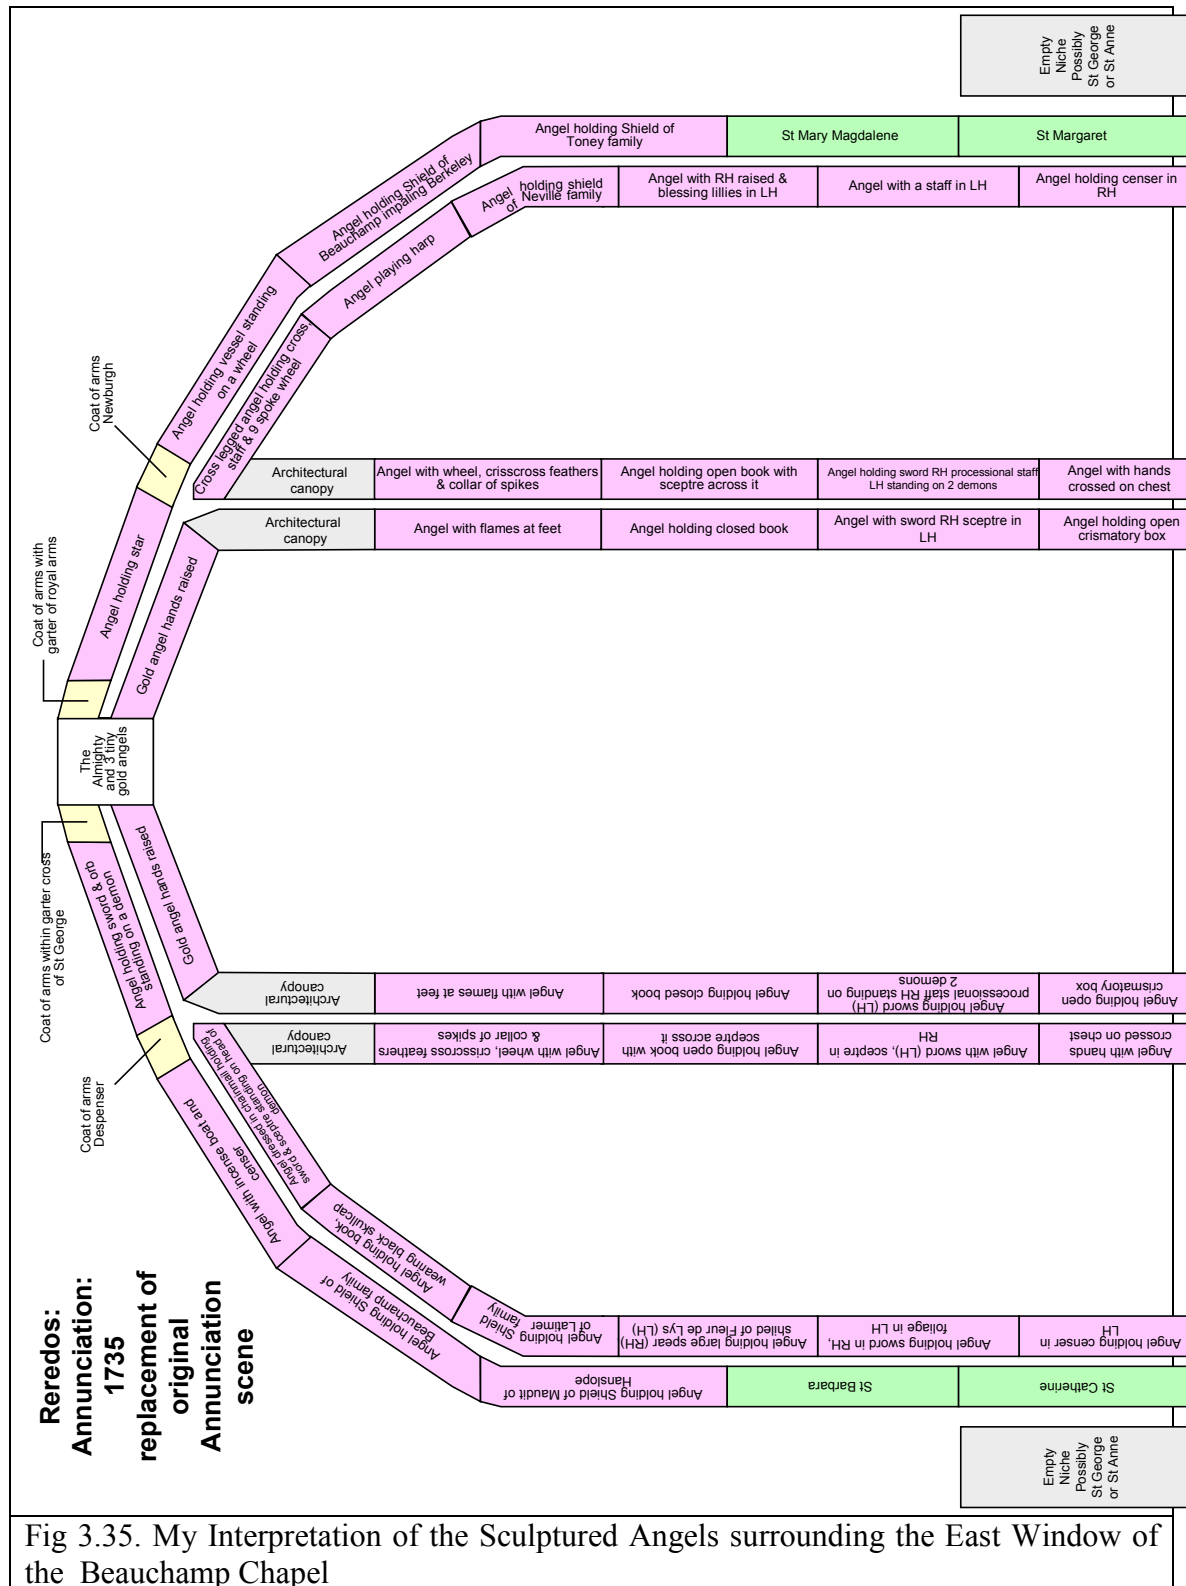 Empty
Niche
Possibly
St George
or St Anne
Angel holding Shield of
Toney family
St Mary Magdalene
St Margaret
Angel holding Shield of
Beauchamp impaling Berkeley
Angel holding shield
of Neville family
Angel with RH raised &
blessing lillies in LH
Angel with a staff in LH
Angel holding censer in
RH
Angel playing harp
Angel holding vessel standing
on a wheel
Cross legged angel holding cross,
staff & 9 spoke wheel
Coat of arms
Newburgh
Architectural
canopy
Angel with wheel, crisscross feathers
& collar of spikes
Angel holding open book with
sceptre across it
Angel holding sword RH processional staff
LH standing on 2 demons
Angel with hands
crossed on chest
Architectural
canopy
Angel with flames at feet
Angel holding closed book
Angel with sword RH sceptre in
LH
Angel holding open
crismatory box
Angel holding star
Gold angel hands raised
Coat of arms with
garter of royal arms
The
Almighty
and 3 tiny
gold angels
Coat of arms within garter cross
of St George
Angel holding sword & orb
standing on a demon
Gold angel hands raised
Architectural
canopy
Angel with flames at feet
Angel holding closed book
Angel holding sword (LH)
processional staff RH standing on
2 demons
Angel holding open
crismatory box
Architectural
canopy
Angel with wheel, crisscross feathers
& collar of spikes
Angel holding open book with
sceptre across it
Angel with sword (LH), sceptre in
RH
Angel with hands
crossed on chest
Coat of arms
Despenser
Angel dressed in chainmail holding
sword & sceptre standing on head of
demon
Angel with incense boat and
censer
Angel holding book,
wearing black skullcap
Angel holding Shield of
Beauchamp family
Angel holding Shield
of Latimer family
Angel holding large spear (RH)
shiled of Fleur de Lys (LH)
Angel holding sword in RH,
foliage in LH
Angel holding censer in
LH
Angel holding Shield of Maudit of
Hanslope
St Barbara
St Catherine
Empty
Niche
Possibly
St George
or St Anne
Reredos:
Annunciation:
1735
replacement of
original
Annunciation
scene
Fig 3.35. My Interpretation of the Sculptured Angels surrounding the East Window of
the Beauchamp Chapel